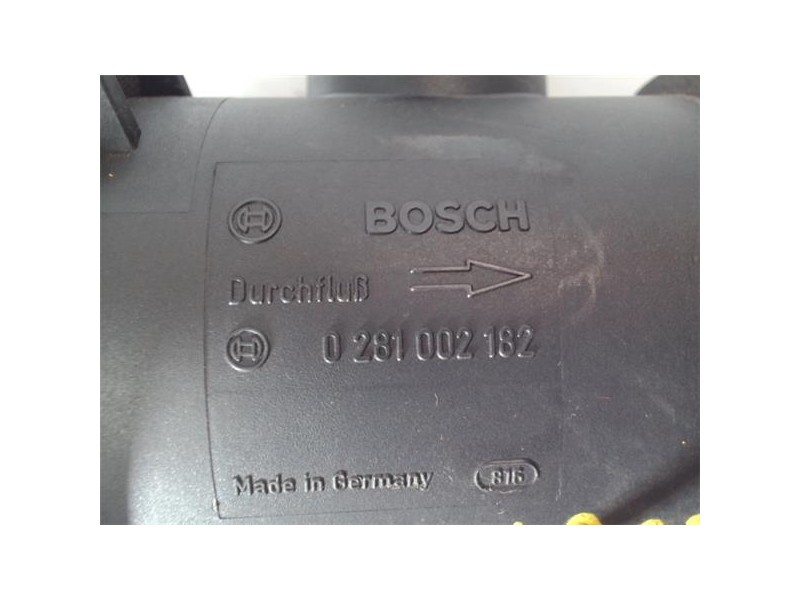 BOSCH
Durchfluß
0 281 002 182
Made in Germany 816